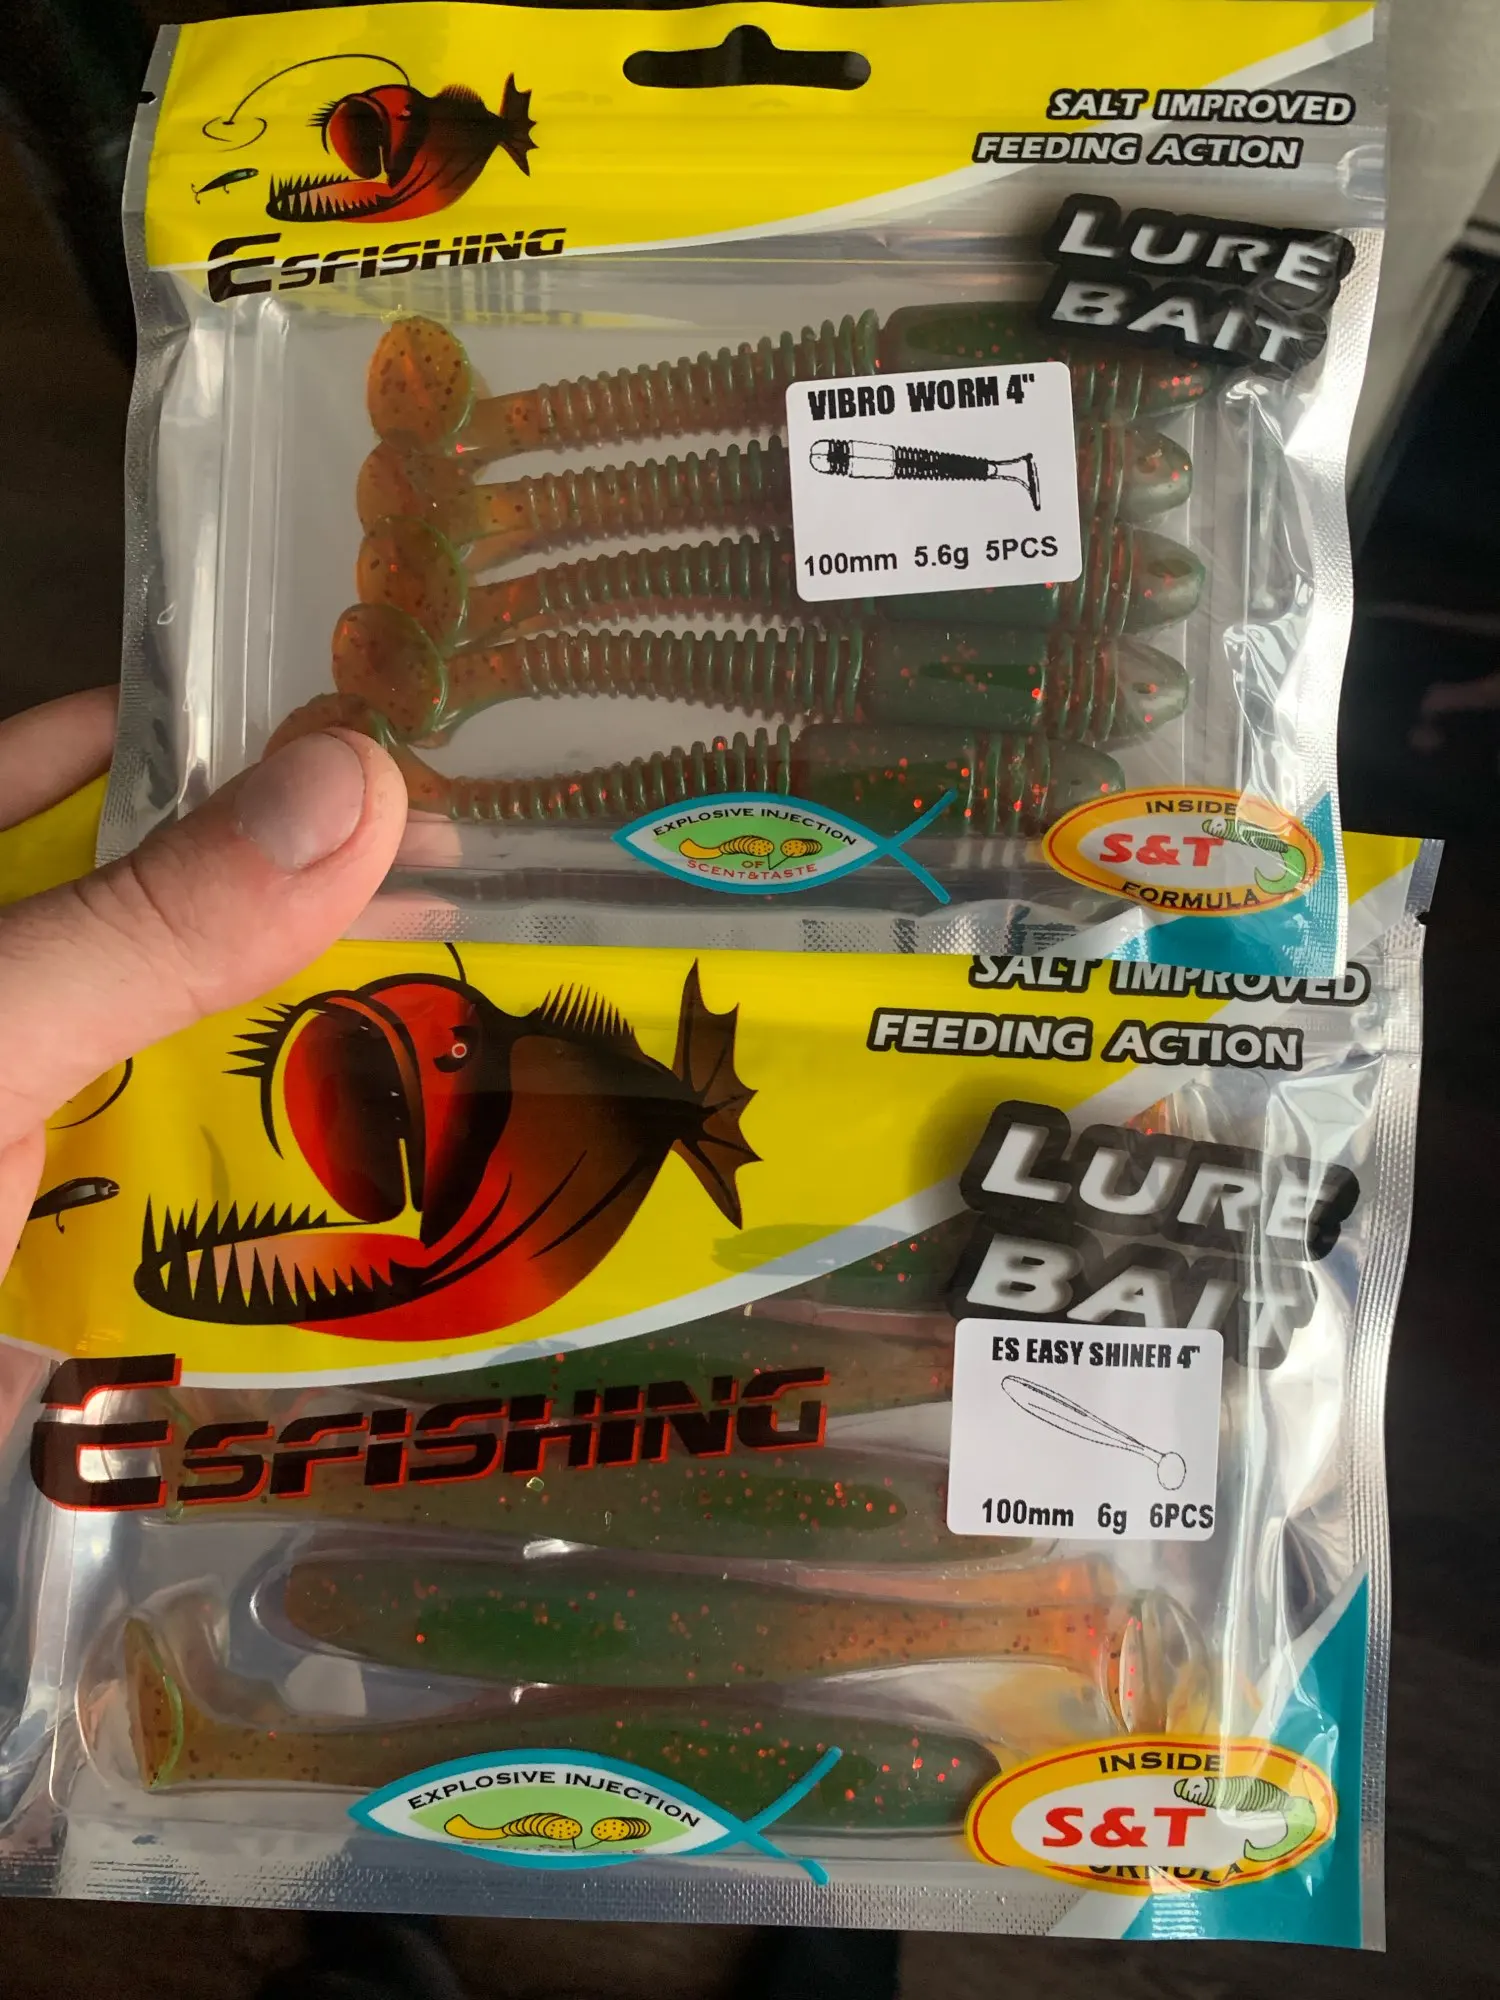 SALT IMPROVED
FEEDING ACTION
ESFISHING
LURE
BAIT
VIBRO WORM 4"
100mm 5.6g 5PCS
EXPLOSIVE INJECTION
OF
SCENT&TASTE
INSIDE
S&T
FORMULA
SALT IMPROVED
FEEDING ACTION
LURE
BAIT
ES EASY SHINER 4"
100mm 6g 6PCS
ESFISHING
EXPLOSIVE INJECTION
INSIDE
S&T
FORMULA